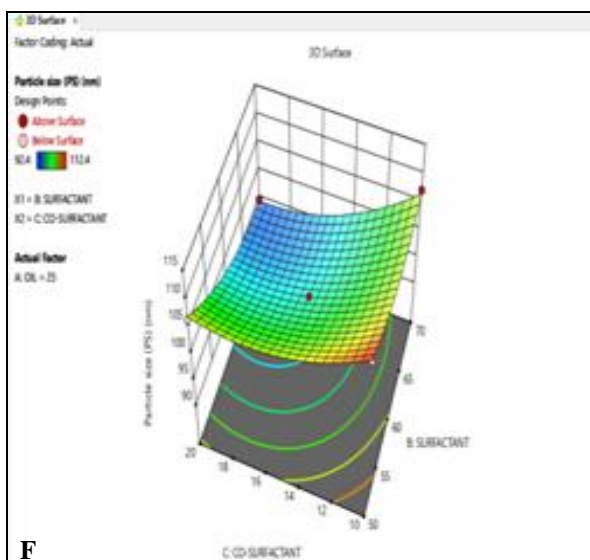 3D Surface
Factor Coding: Actual
3D Surface
Particle size (PS) (nm)
Design Points:
Above Surface
Below Surface
92.4 112.4
X1 = B: SURFACTANT
X2 = C: CO-SURFACTANT
Actual Factor
A: OIL = 25
115
110
105
100
95
90
Particle size (PS) (nm)
70
65
60
55
50
B: SURFACTANT
20
18
16
14
12
10
C: CO-SURFACTANT
F